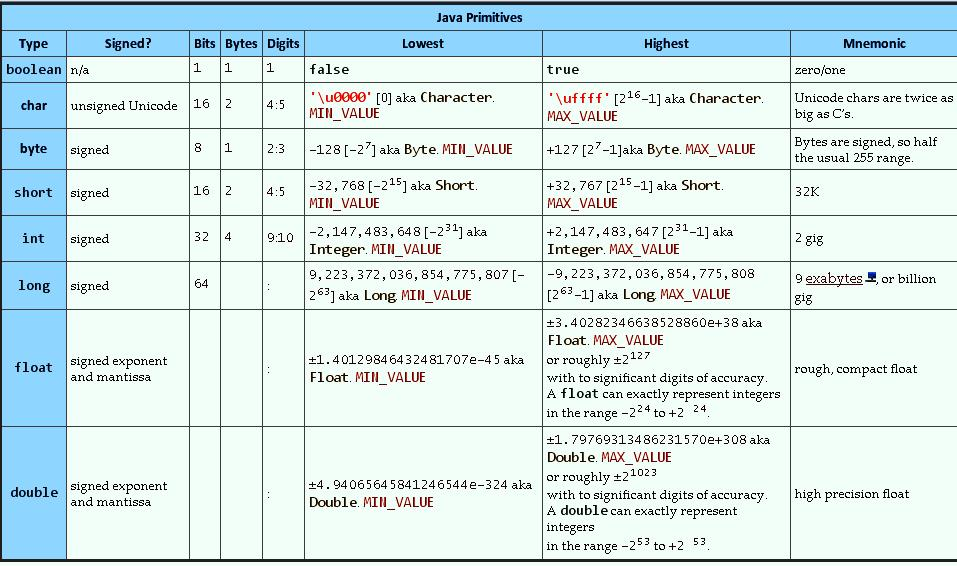 Java Primitives
Type Signed? Bits Bytes Digits Lowest Highest Mnemonic
boolean n/a 1 1 1 false true zero/one
char unsigned Unicode 16 2 4:5 '\u0000' [0] aka Character. MIN_VALUE '\uffff' [2^16–1] aka Character. MAX_VALUE Unicode chars are twice as big as C's.
byte signed 8 1 2:3 –128 [–2^7] aka Byte. MIN_VALUE +127 [2^7–1]aka Byte. MAX_VALUE Bytes are signed, so half the usual 255 range.
short signed 16 2 4:5 –32,768 [–2^15] aka Short. MIN_VALUE +32,767 [2^15–1] aka Short. MAX_VALUE 32K
int signed 32 4 9:10 –2,147,483,648 [–2^31] aka Integer. MIN_VALUE +2,147,483,647 [2^31–1] aka Integer. MAX_VALUE 2 gig
long signed 64 : 9,223,372,036,854,775,807 [–2^63] aka Long. MIN_VALUE –9,223,372,036,854,775,808 [2^63–1] aka Long. MAX_VALUE 9 exabytes, or billion gig
float signed exponent and mantissa : ±1.40129846432481707e–45 aka Float. MIN_VALUE ±3.40282346638528860e+38 aka
Float. MAX_VALUE
or roughly ±2^127
with to significant digits of accuracy.
A float can exactly represent integers
in the range –2^24 to +2 ^24.
rough, compact float
double signed exponent and mantissa : ±4.94065645841246544e–324 aka Double. MIN_VALUE ±1.79769313486231570e+308 aka
Double. MAX_VALUE
or roughly ±2^1023
with to significant digits of accuracy.
A double can exactly represent
integers
in the range –2^53 to +2 ^53.
high precision float